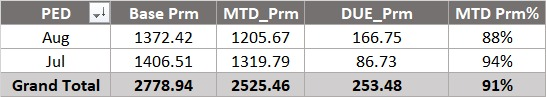 PED Base Prm MTD_Prm DUE_Prm MTD Prm%
Aug 1372.42 1205.67 166.75 88%
Jul 1406.51 1319.79 86.73 94%
Grand Total 2778.94 2525.46 253.48 91%